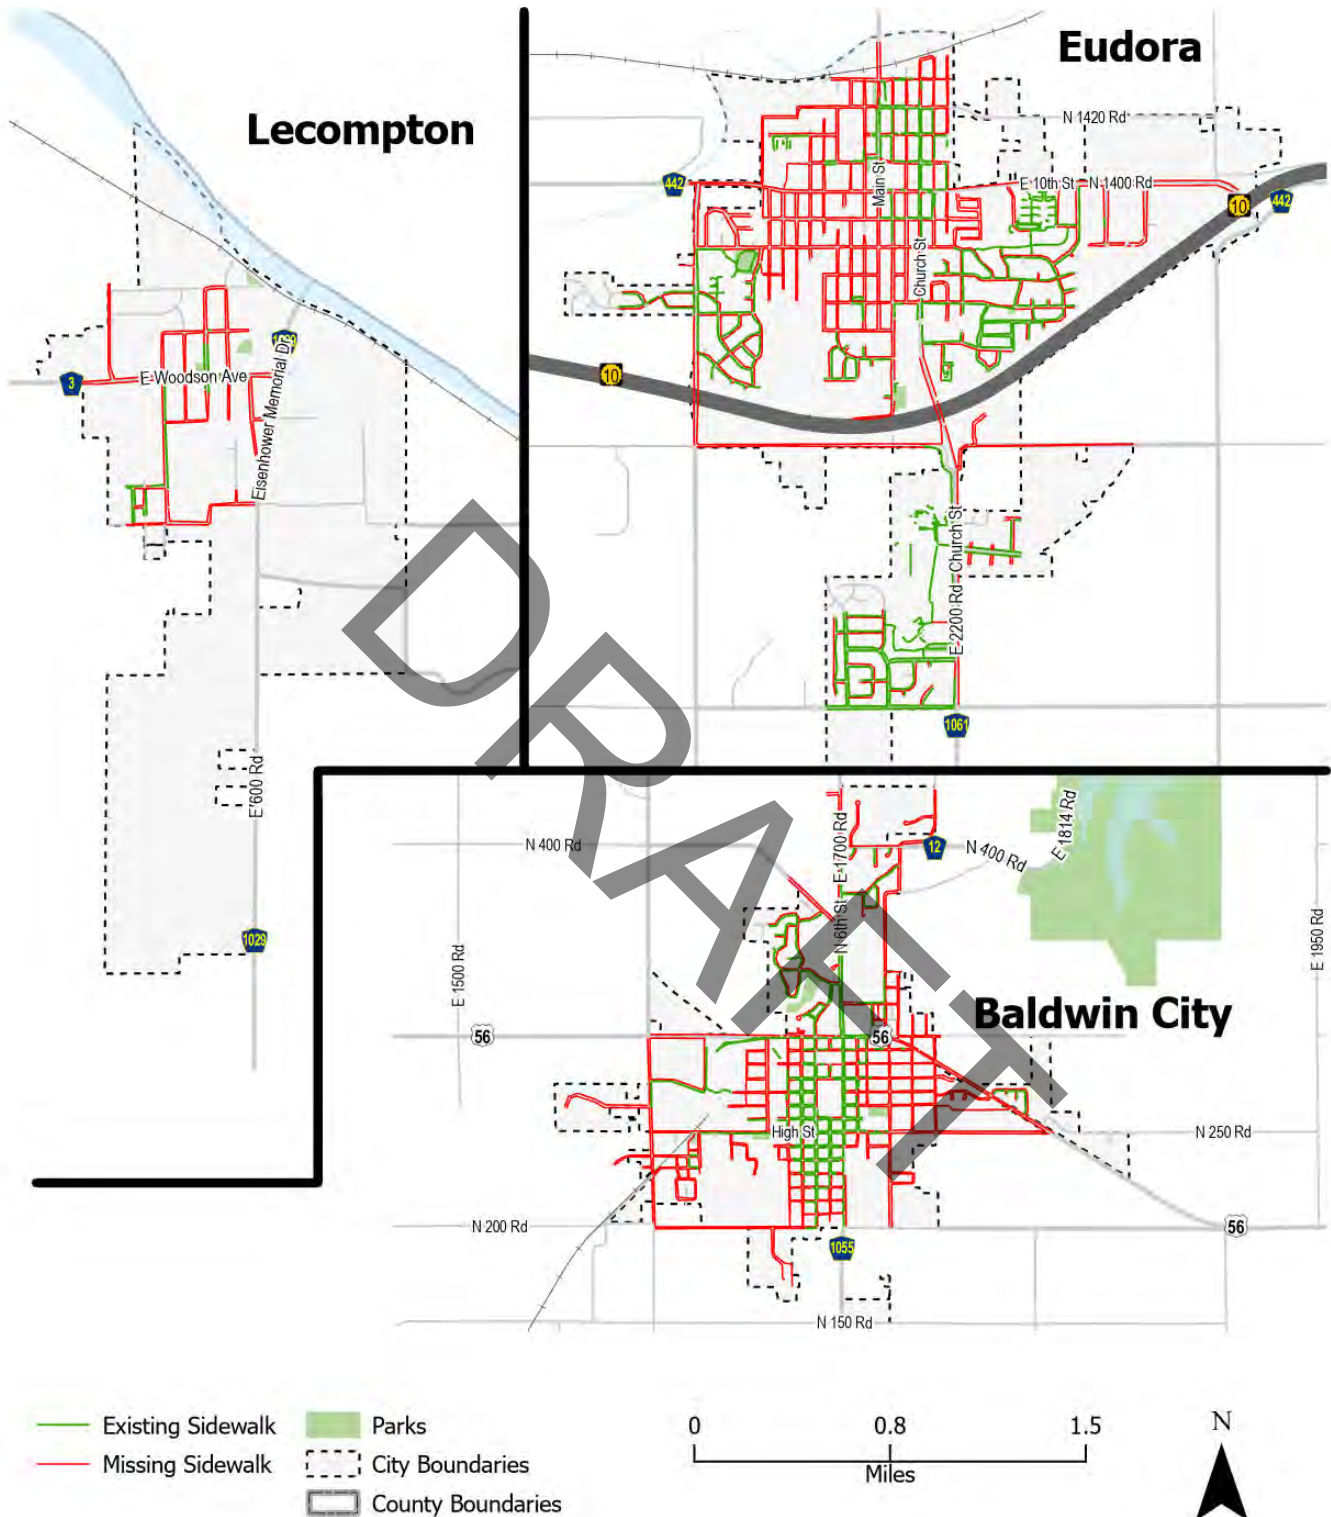 Lecompton
Eudora
N 1420 Rd
442
Main St
E 10th St
N 1400 Rd
10
442
Church St
3
E Woodson Ave
Eisenhower Memorial Dr
10
Church St
E 2200 Rd
1061
E 600 Rd
1029
DRAFT
N 400 Rd
E 1700 Rd
12
N 400 Rd
E 1814 Rd
N 6th St
E 1500 Rd
E 1950 Rd
Baldwin City
56
56
High St
N 250 Rd
N 200 Rd
56
1055
N 150 Rd
Existing Sidewalk
Missing Sidewalk
Parks
City Boundaries
County Boundaries
0 0.8 1.5
Miles
N